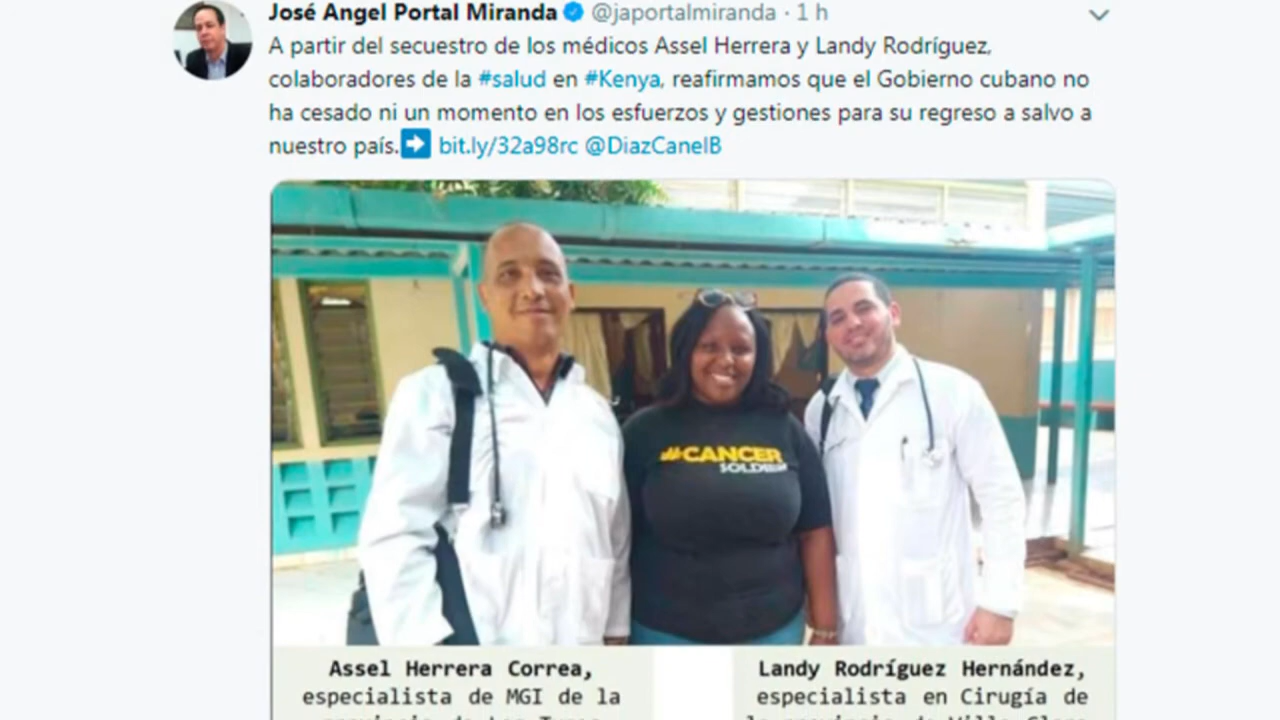 José Angel Portal Miranda @japortalmiranda · 1 h
A partir del secuestro de los médicos Assel Herrera y Landy Rodríguez,
colaboradores de la #salud en #Kenya, reafirmamos que el Gobierno cubano no
ha cesado ni un momento en los esfuerzos y gestiones para su regreso a salvo a
nuestro país.➡ bit.ly/32a98rc @DiazCanelB
#CANCER
Assel Herrera Correa,
especialista de MGI de la
Landy Rodríguez Hernández,
especialista en Cirugía de